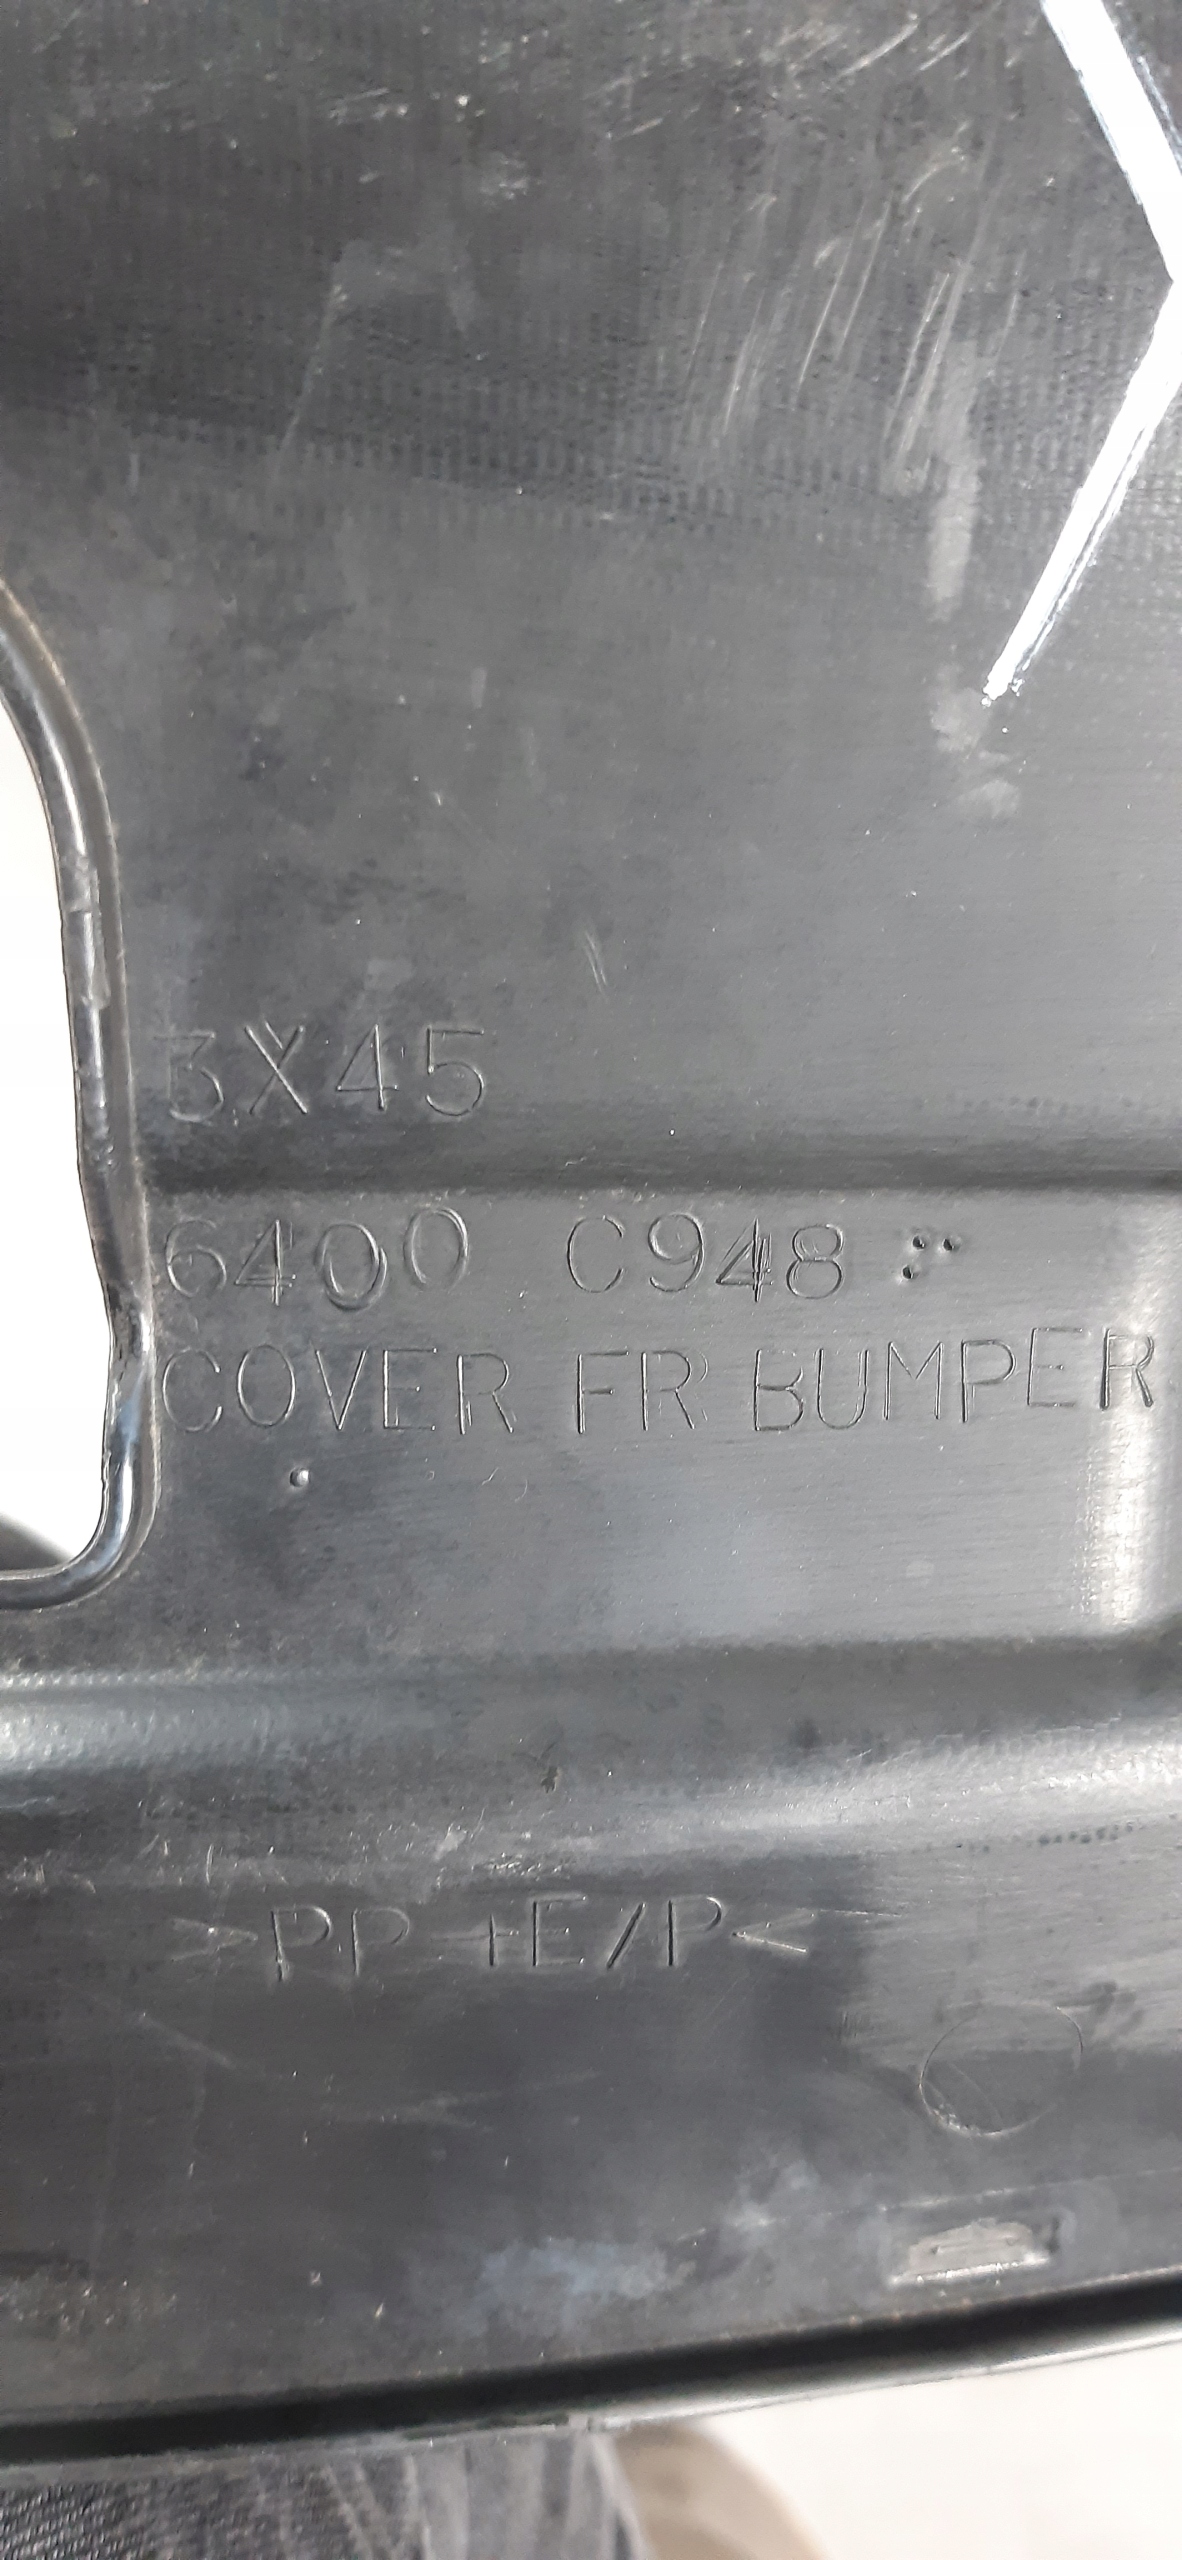 3X45
6400 C948
COVER FR BUMPER
>PP+E/P<